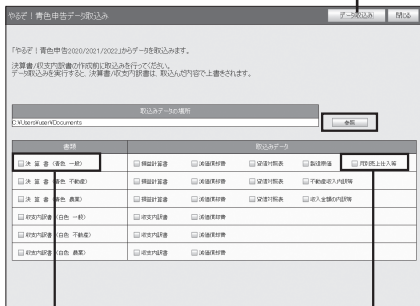 やるぞ！青色申告データ取込み
データ取込み
閉じる
「やるぞ！青色申告2020/2021/2022」からデータを取込みます。
決算書/収支内訳書の作成前に取込みを行ってください。
データ取込みを実行すると、決算書/収支内訳書は、取込んだ内容で上書きされます。
取込みデータの場所
C:¥Users¥user¥Documents
参照
書類
取込みデータ
決 算 書（青色 一般）
損益計算書
減価償却費
貸借対照表
製造原価
月別売上仕入等
決 算 書（青色 不動産）
損益計算書
減価償却費
貸借対照表
不動産収入内訳等
決 算 書（青色 農業）
損益計算書
減価償却費
貸借対照表
収入金額の内訳等
収支内訳書（白色 一般）
収支内訳書
減価償却費
収支内訳書（白色 不動産）
収支内訳書
減価償却費
収支内訳書（白色 農業）
収支内訳書
減価償却費